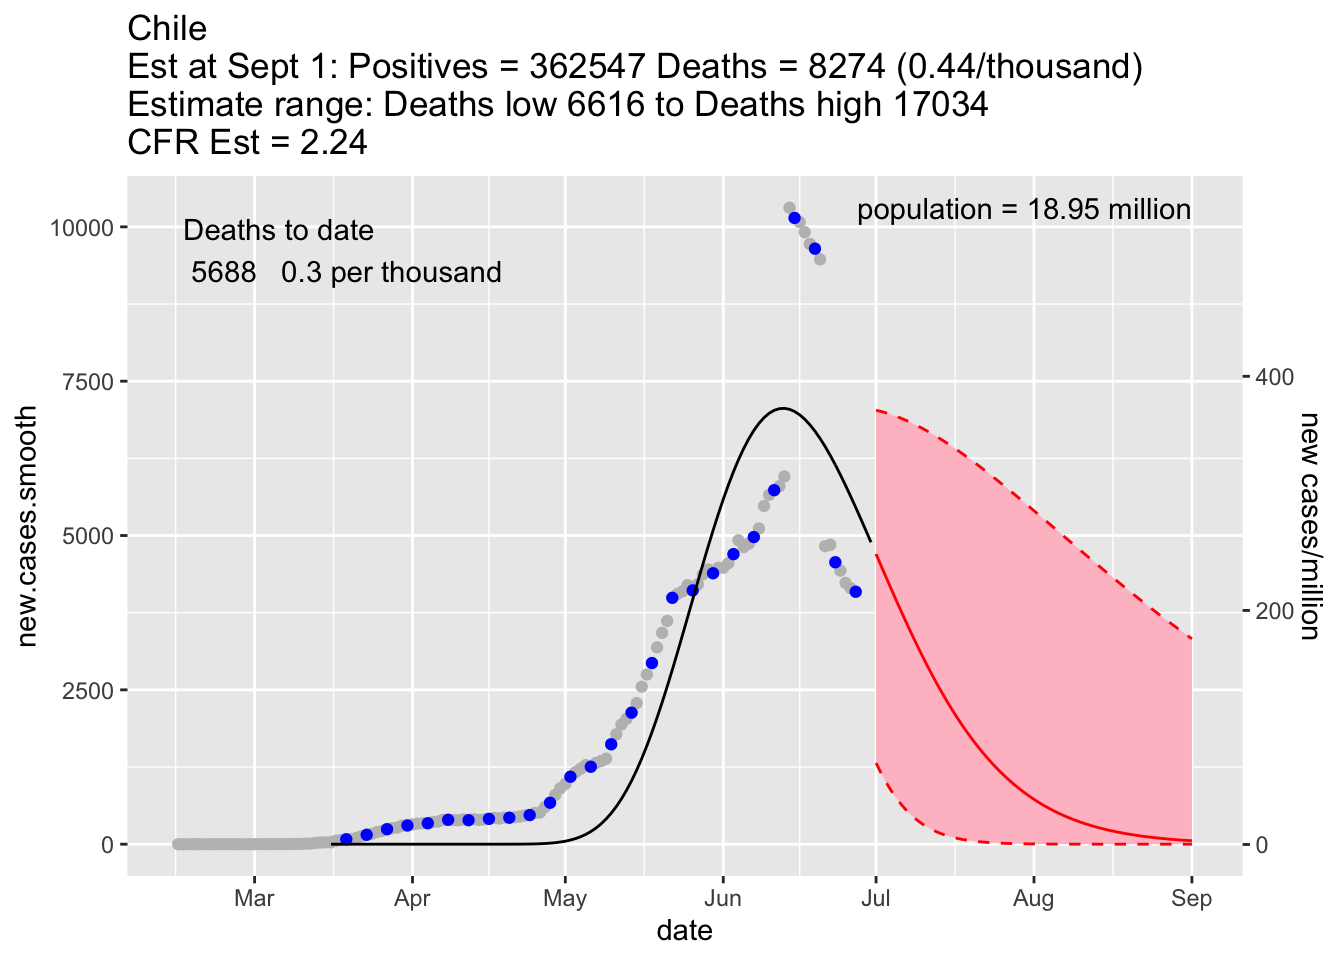 Chile
Est at Sept 1: Positives = 362547 Deaths = 8274 (0.44/thousand)
Estimate range: Deaths low 6616 to Deaths high 17034
CFR Est = 2.24
Deaths to date
5688 0.3 per thousand
population = 18.95 million
10000
7500
5000
2500
0
new.cases.smooth
400
200
0
new cases/million
Mar Apr May Jun Jul Aug Sep
date